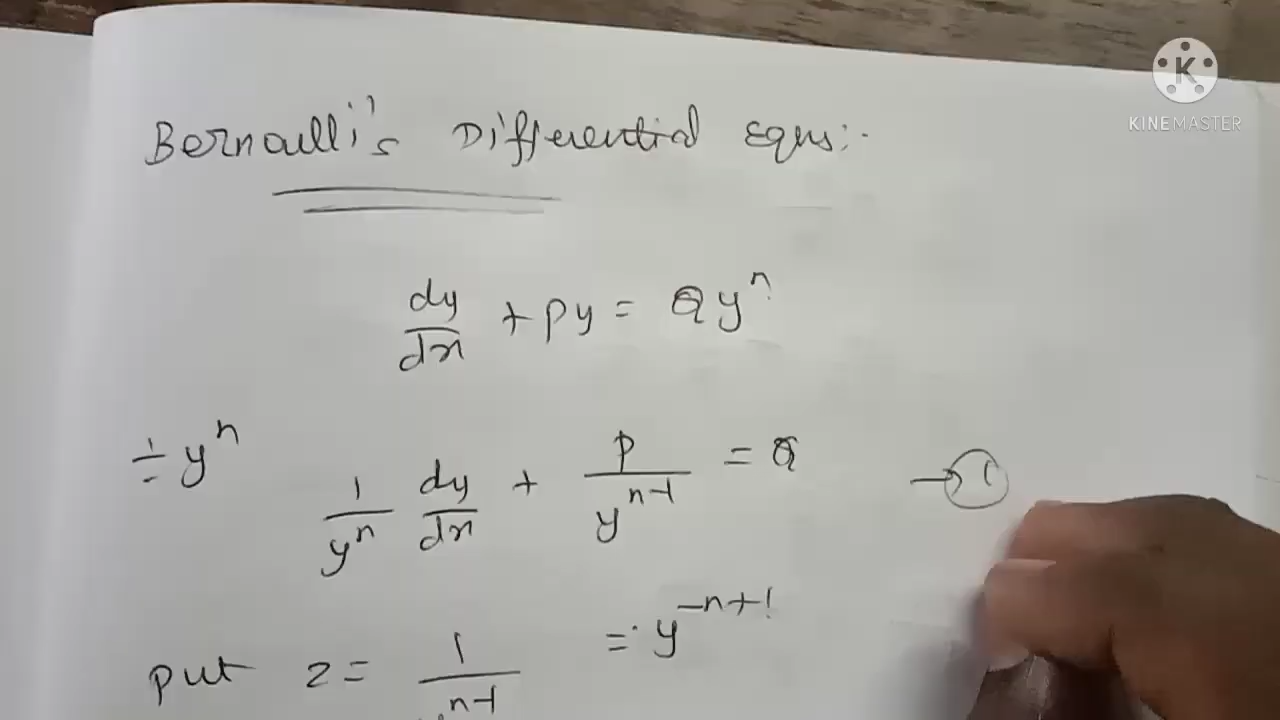 KINEMASTER
Bernaulli's Differential Eqns:-
dy/dx + py = Qy^n
÷ y^n 1/y^n dy/dx + p/y^(n-1) = Q → (1)
put z = 1/y^(n-1) = y^(-n+1)